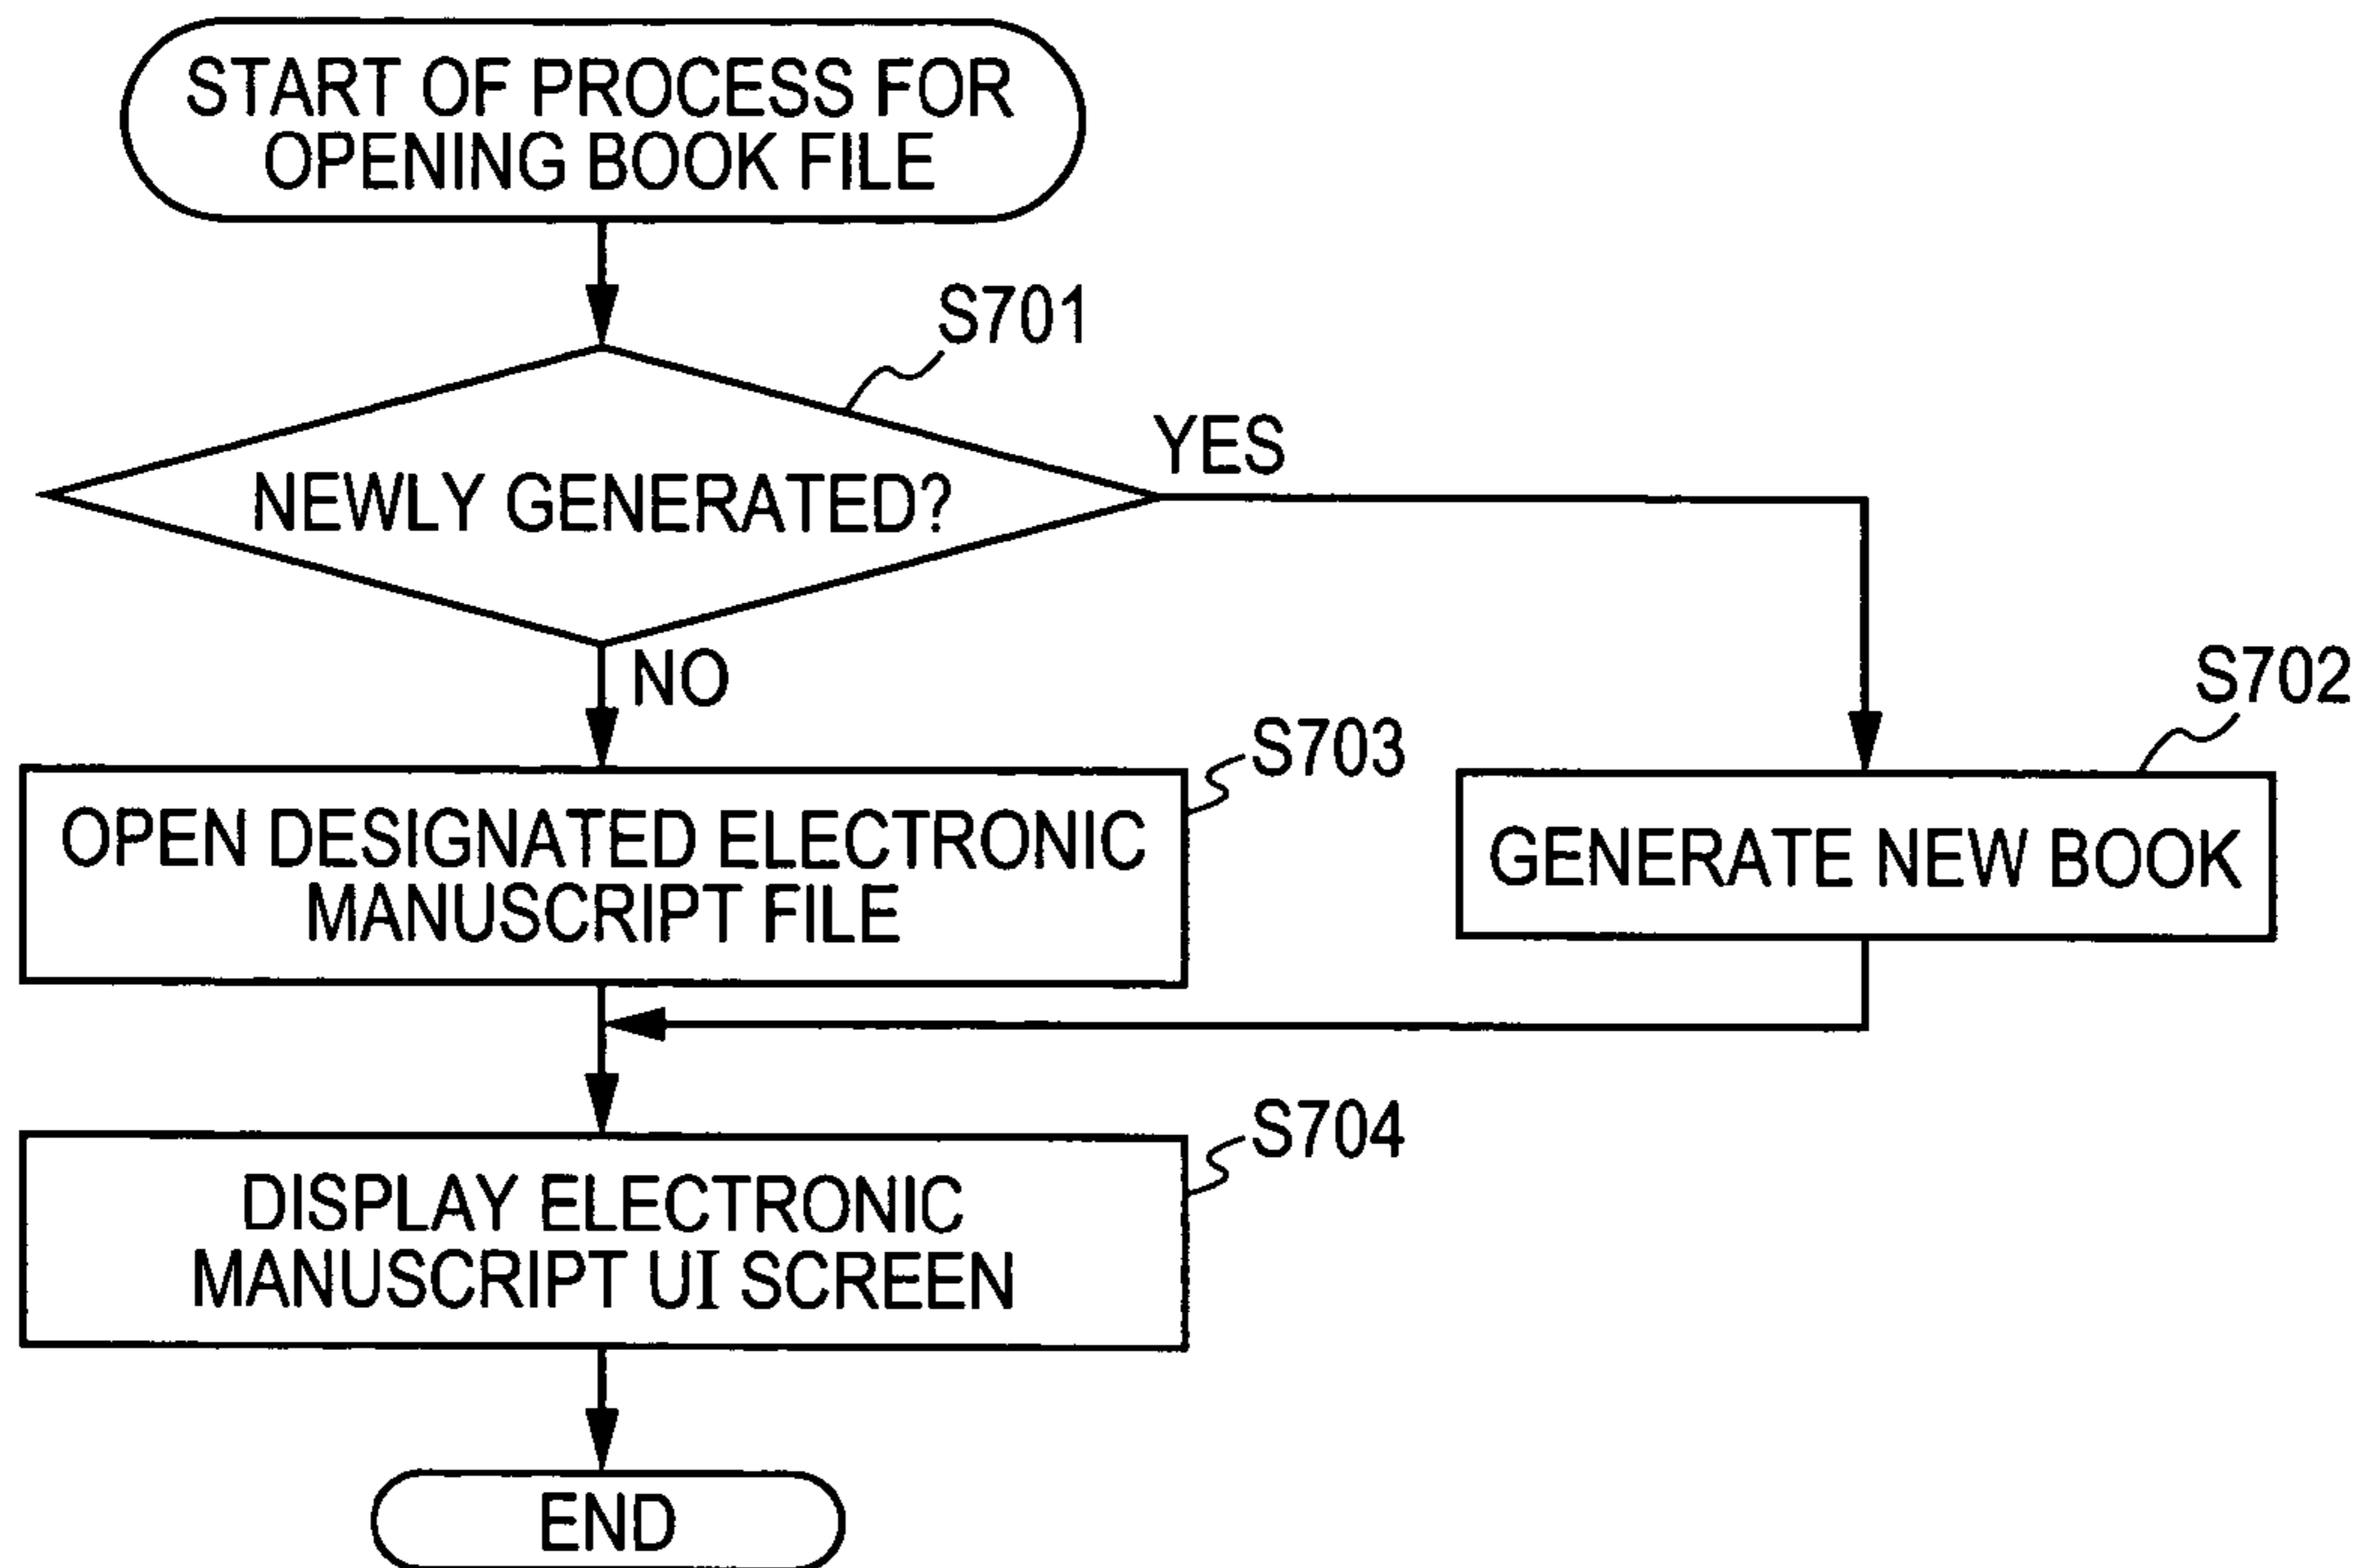 START OF PROCESS FOR
OPENING BOOK FILE
S701
NEWLY GENERATED?
YES
NO
S702
S703
OPEN DESIGNATED ELECTRONIC
MANUSCRIPT FILE
GENERATE NEW BOOK
S704
DISPLAY ELECTRONIC
MANUSCRIPT UI SCREEN
END